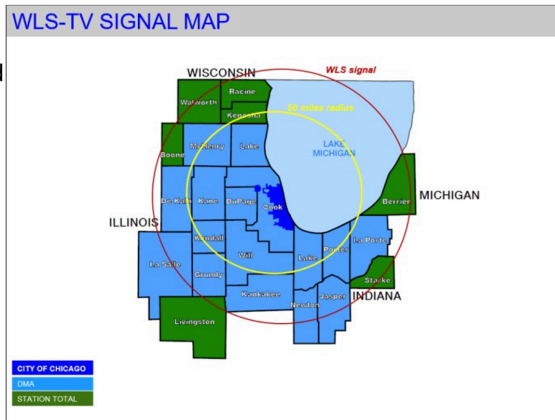 WLS-TV SIGNAL MAP
WISCONSIN
WLS signal
Racine
Walworth
Kenosha
50 miles radius
McHenry
Lake
LAKE
MICHIGAN
Boone
De Kalb
Kane
DuPage
Cook
Berrier
MICHIGAN
ILLINOIS
Kendall
La Porte
Porter
Lake
Will
La Salle
Grundy
Starke
Kankakee
Newton
Jasper
INDIANA
Livingston
CITY OF CHICAGO
DMA
STATION TOTAL